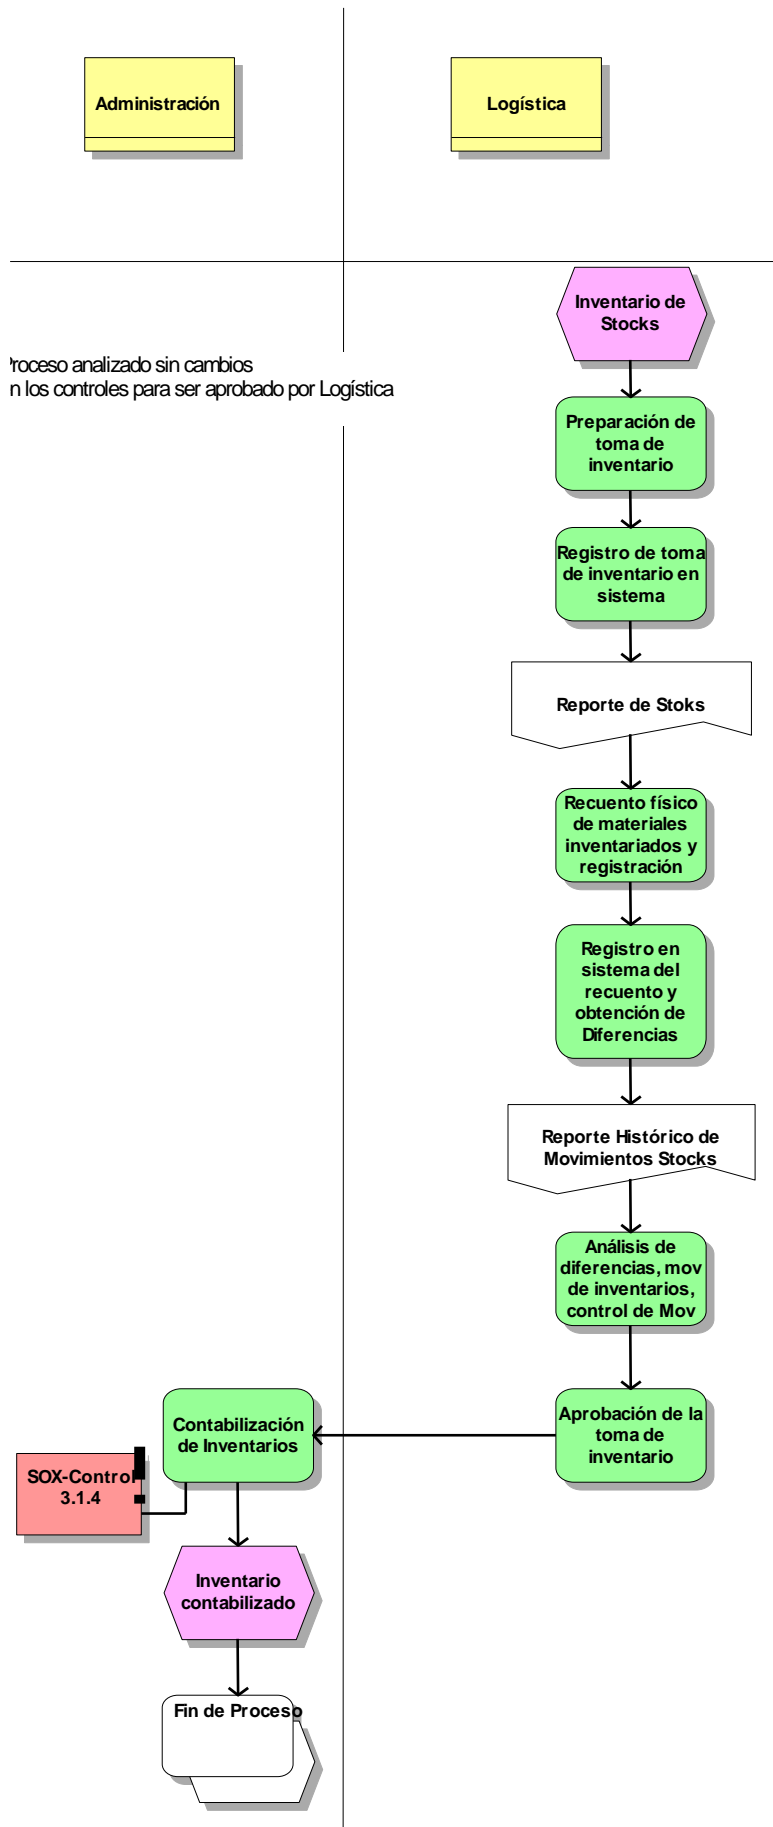 Administración
Logística
Inventario de
Stocks
Proceso analizado sin cambios
n los controles para ser aprobado por Logística
Preparación de
toma de
inventario
Registro de toma
de inventario en
sistema
Reporte de Stoks
Recuento físico
de materiales
inventariados y
registración
Registro en
sistema del
recuento y
obtención de
Diferencias
Reporte Histórico de
Movimientos Stocks
Análisis de
diferencias, mov
de inventarios,
control de Mov
Aprobación de la
toma de
inventario
Contabilización
de Inventarios
SOX-Control
3.1.4
Inventario
contabilizado
Fin de Proceso